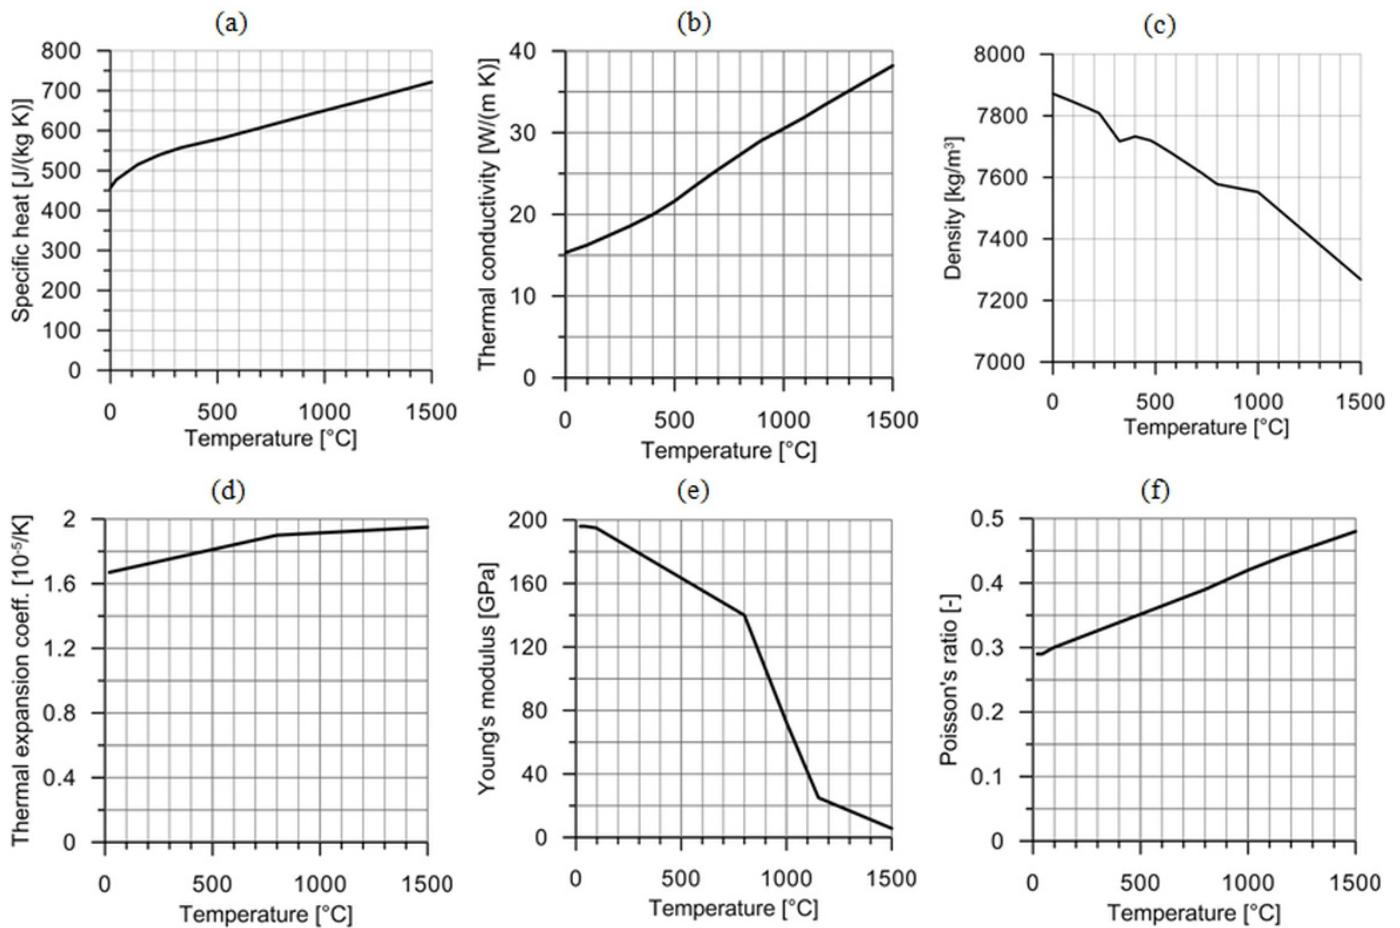 (a)
800
700
600
500
400
300
200
100
0
Specific heat [J/(kg K)]
0 500 1000 1500
Temperature [°C]
(b)
40
30
20
10
0
Thermal conductivity [W/(m K)]
0 500 1000 1500
Temperature [°C]
(c)
8000
7800
7600
7400
7200
7000
Density [kg/m³]
0 500 1000 1500
Temperature [°C]
(d)
2
1.6
1.2
0.8
0.4
0
Thermal expansion coeff. [10⁻⁵/K]
0 500 1000 1500
Temperature [°C]
(e)
200
160
120
80
40
0
Young's modulus [GPa]
0 500 1000 1500
Temperature [°C]
(f)
0.5
0.4
0.3
0.2
0.1
0
Poisson's ratio [-]
0 500 1000 1500
Temperature [°C]